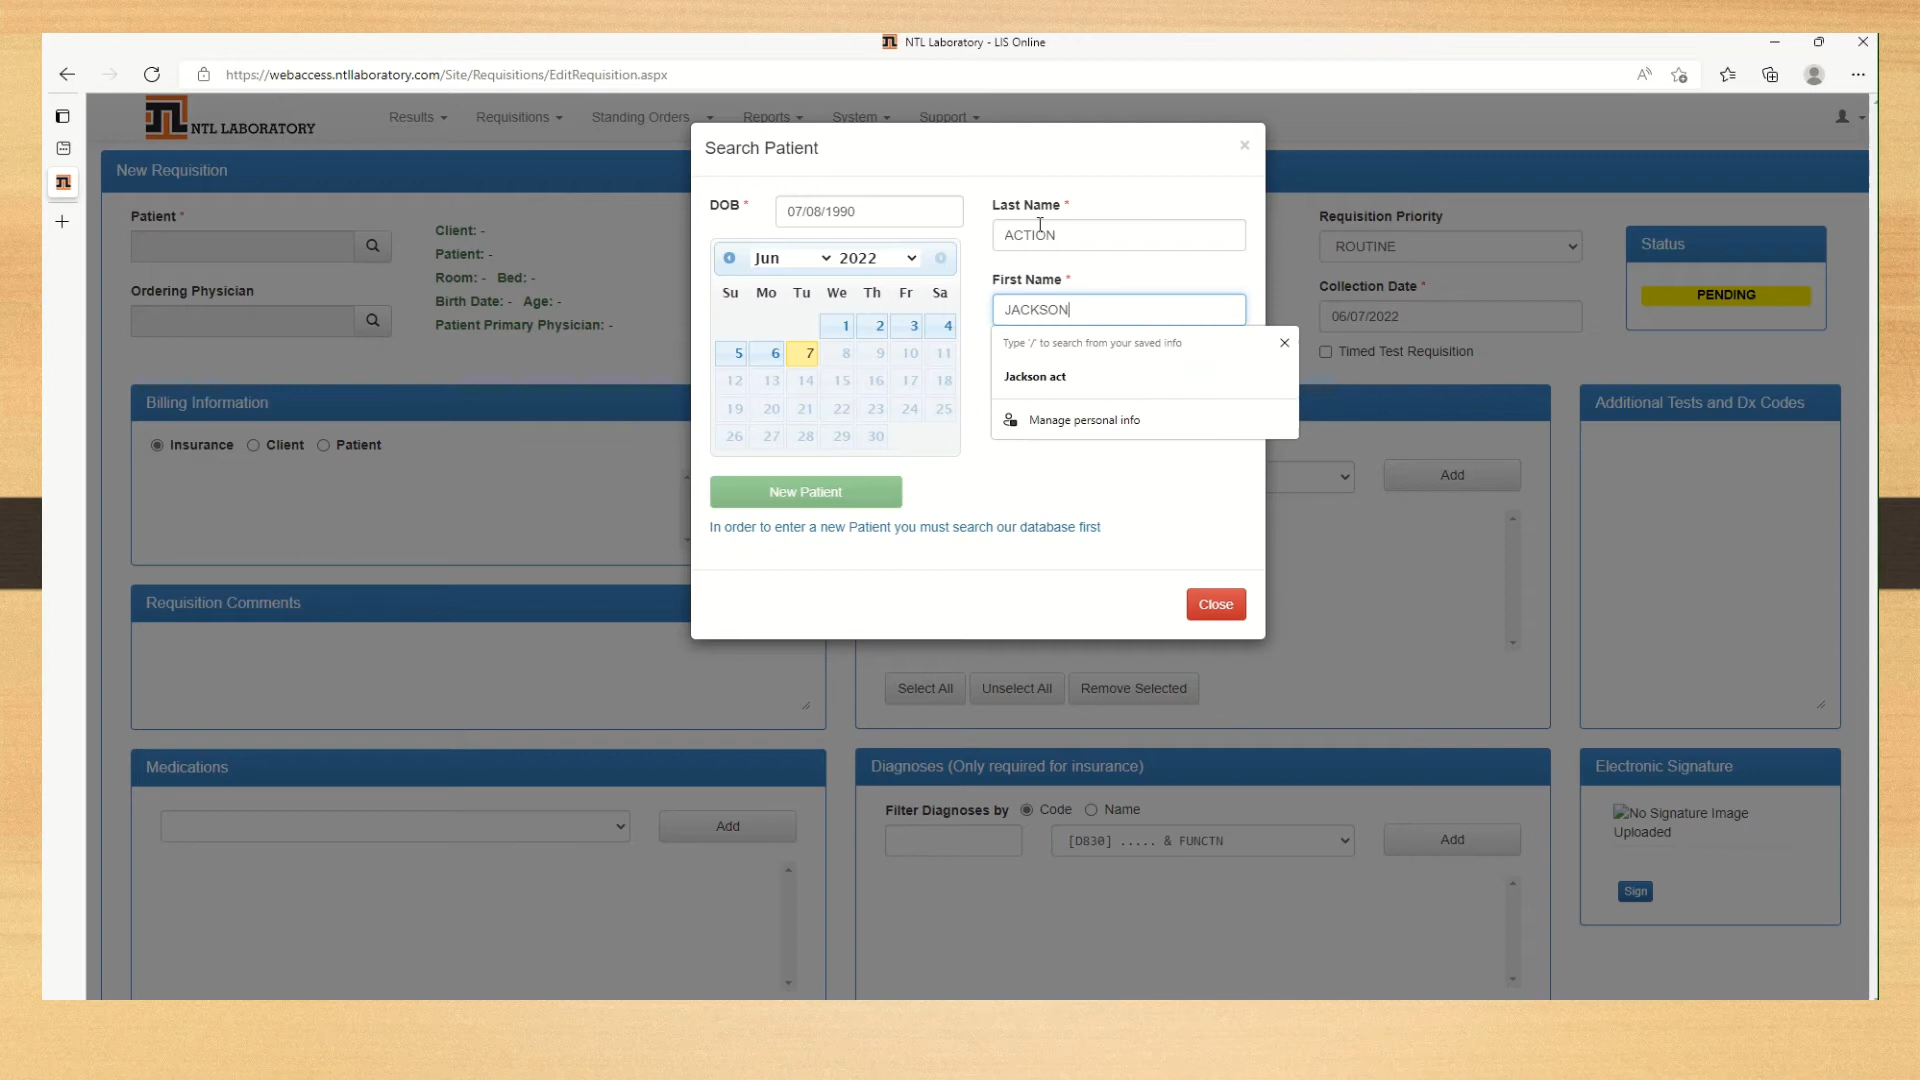 NTL Laboratory - LIS Online
https://webaccess.ntllaboratory.com/Site/Requisitions/EditRequisition.aspx
NTL LABORATORY
Results
Requisitions
Standing Orders
Reports
System
Support
New Requisition
Patient *
Ordering Physician
Client: -
Patient: -
Room: - Bed: -
Birth Date: - Age: -
Patient Primary Physician: -
Search Patient
×
DOB *
07/08/1990
Jun 2022
Su Mo Tu We Th Fr Sa
1 2 3 4
5 6 7 8 9 10 11
12 13 14 15 16 17 18
19 20 21 22 23 24 25
26 27 28 29 30
Last Name *
ACTION
First Name *
JACKSON
Type '/' to search from your saved info
Jackson act
Manage personal info
New Patient
In order to enter a new Patient you must search our database first
Close
Requisition Priority
ROUTINE
Collection Date *
06/07/2022
Timed Test Requisition
Status
PENDING
Billing Information
Insurance Client Patient
Add
Additional Tests and Dx Codes
Requisition Comments
Select All
Unselect All
Remove Selected
Medications
Add
Diagnoses (Only required for insurance)
Filter Diagnoses by Code Name
[D830] ..... & FUNCTN
Add
Electronic Signature
No Signature Image
Uploaded
Sign